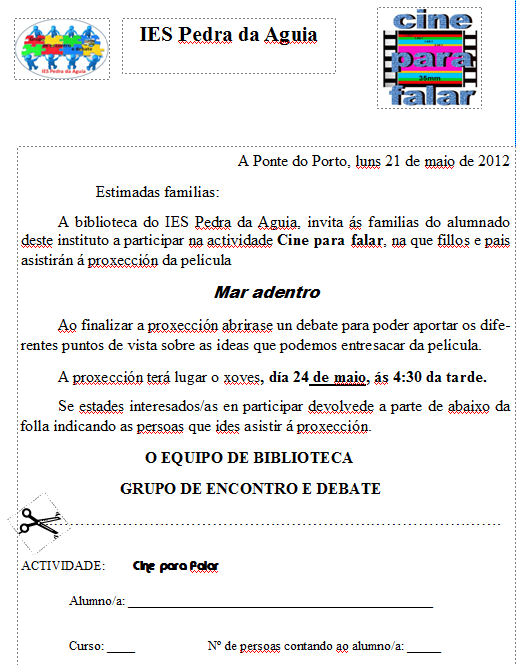 IES Pedra da Aguia
IES Pedra da Aguia
cine
para
35mm
falar
A Ponte do Porto, luns 21 de maio de 2012
Estimadas familias:
A biblioteca do IES Pedra da Aguia, invita ás familias do alumnado
deste instituto a participar na actividade Cine para falar, na que fillos e pais
asistirán á proxección da película
Mar adentro
Ao finalizar a proxección abrirase un debate para poder aportar os dife-
rentes puntos de vista sobre as ideas que podemos entresacar da película.
A proxección terá lugar o xoves, día 24 de maio, ás 4:30 da tarde.
Se estades interesados/as en participar devolvede a parte de abaixo da
folla indicando as persoas que ides asistir á proxección.
O EQUIPO DE BIBLIOTECA
GRUPO DE ENCONTRO E DEBATE
ACTIVIDADE: Cine para Falar
Alumno/a:
Curso: Nº de persoas contando ao alumno/a: